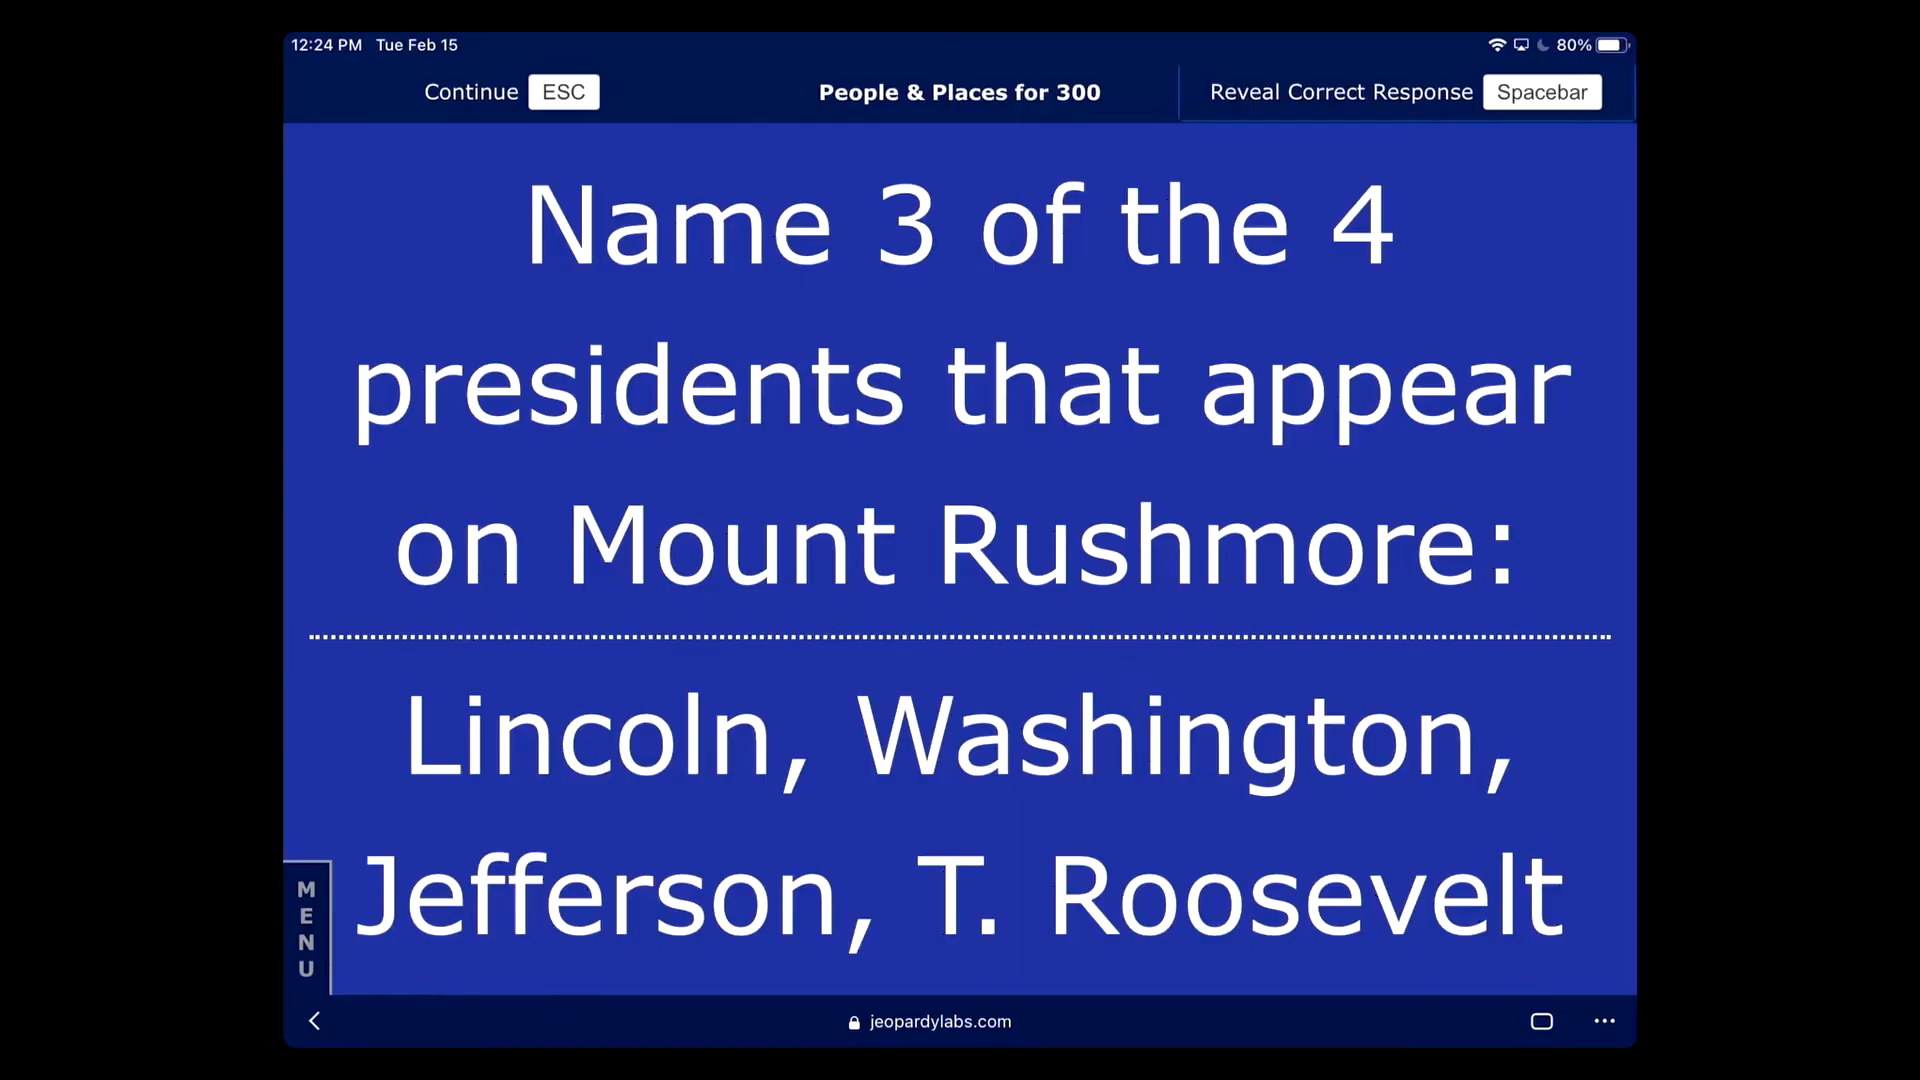 12:24 PM Tue Feb 15 80%
Continue ESC People & Places for 300 Reveal Correct Response Spacebar
Name 3 of the 4
presidents that appear
on Mount Rushmore:
Lincoln, Washington,
Jefferson, T. Roosevelt
MENU
jeopardylabs.com